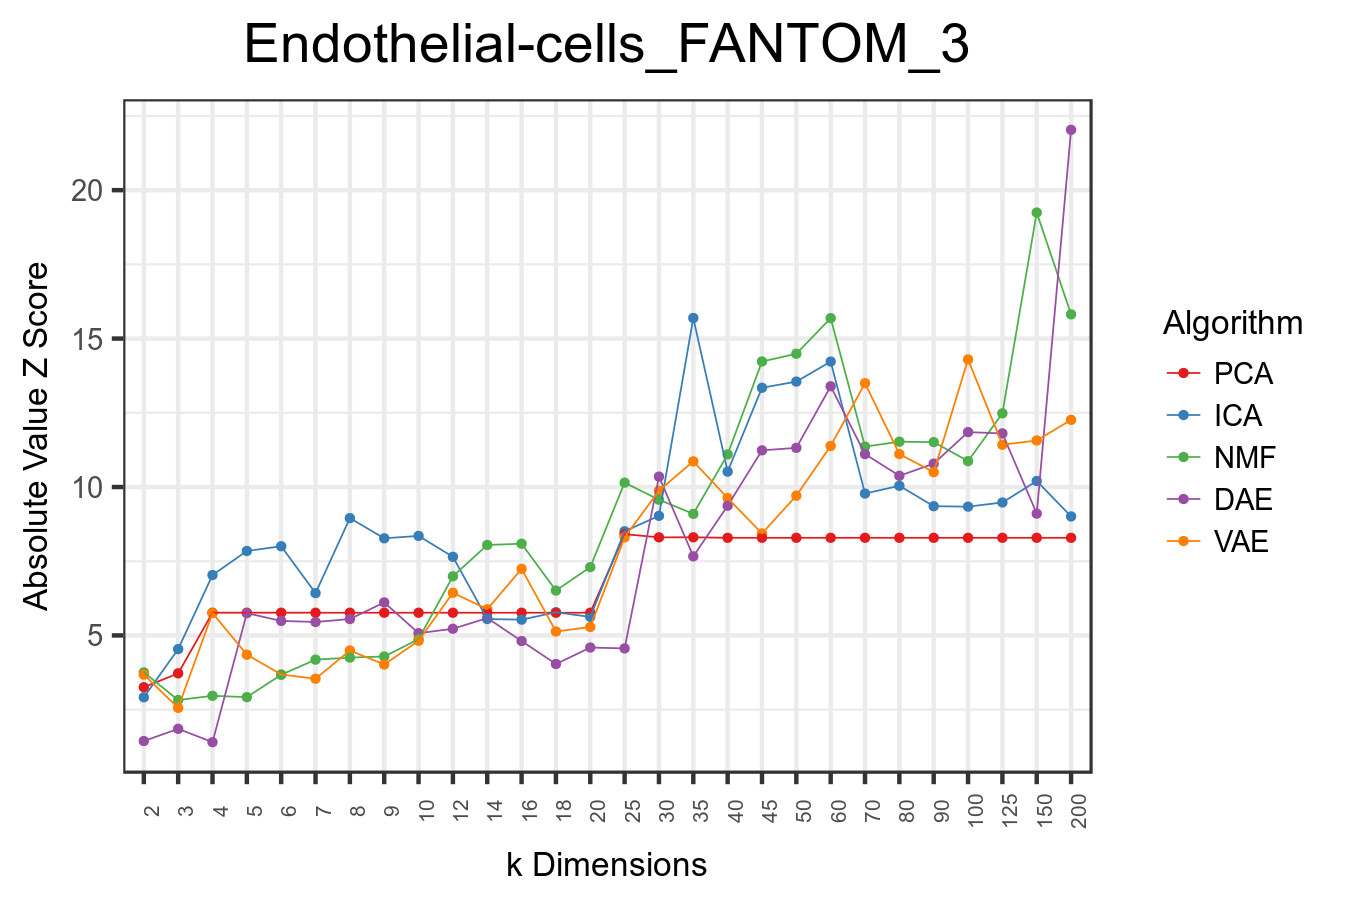 Endothelial-cells_FANTOM_3
Absolute Value Z Score
20
15
10
5
2 3 4 5 6 7 8 9 10 12 14 16 18 20 25 30 35 40 45 50 60 70 80 90 100 125 150 200
k Dimensions
Algorithm
PCA
ICA
NMF
DAE
VAE